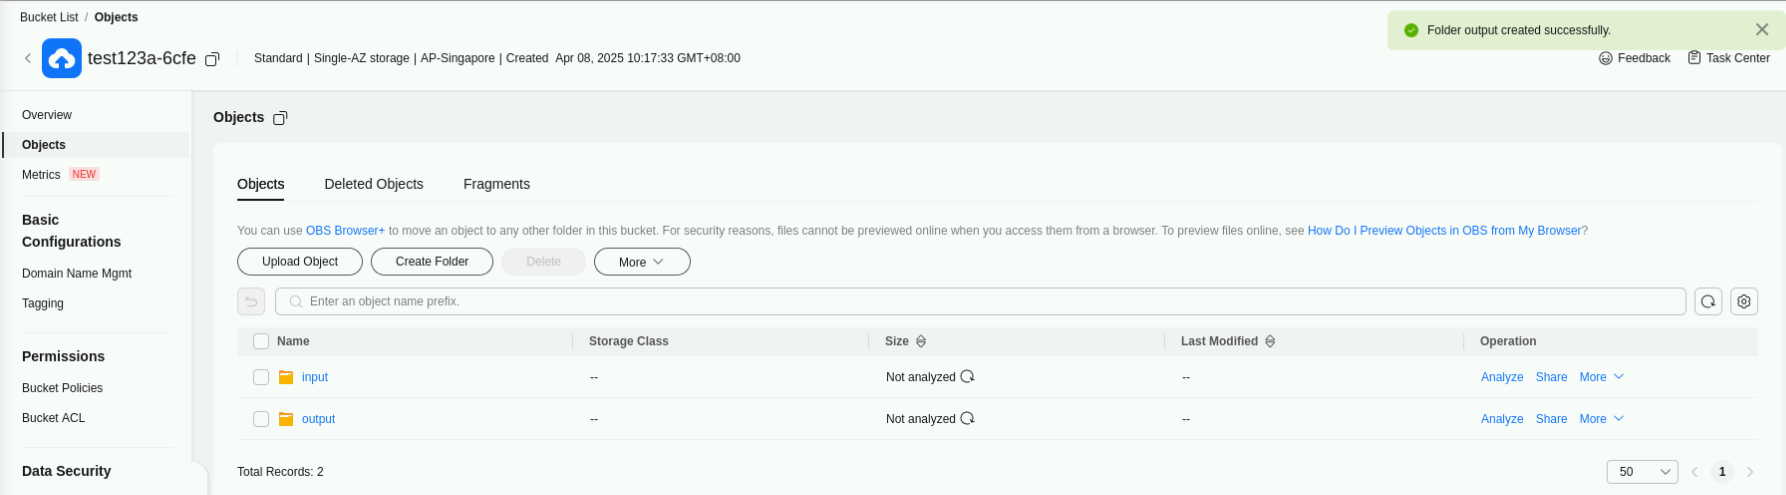 Bucket List / Objects
Folder output created successfully.
test123a-6cfe
Standard | Single-AZ storage | AP-Singapore | Created Apr 08, 2025 10:17:33 GMT+08:00
Feedback
Task Center
Overview
Objects
Metrics NEW
Basic
Configurations
Domain Name Mgmt
Tagging
Permissions
Bucket Policies
Bucket ACL
Data Security
Objects
Objects Deleted Objects Fragments
You can use OBS Browser+ to move an object to any other folder in this bucket. For security reasons, files cannot be previewed online when you access them from a browser. To preview files online, see How Do I Preview Objects in OBS from My Browser?
Upload Object Create Folder Delete More
Enter an object name prefix.
Name Storage Class Size Last Modified Operation
input -- Not analyzed -- Analyze Share More
output -- Not analyzed -- Analyze Share More
Total Records: 2
50 1